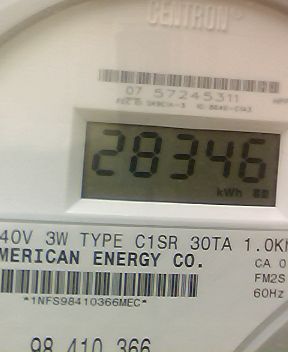 CENTRON
07 57245311
28346
kWh
40V 3W TYPE C1SR 30TA 1.0K
MERICAN ENERGY CO.
CA 0
FM2S
60Hz
*1NFS98410366MEC*
98 410 366